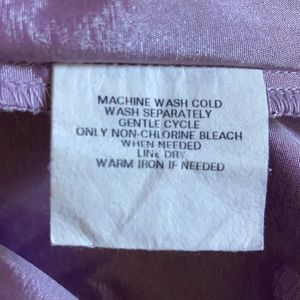 MACHINE WASH COLD
WASH SEPARATELY
GENTLE CYCLE
ONLY NON-CHLORINE BLEACH
WHEN NEEDED
LINE DRY
WARM IRON IF NEEDED